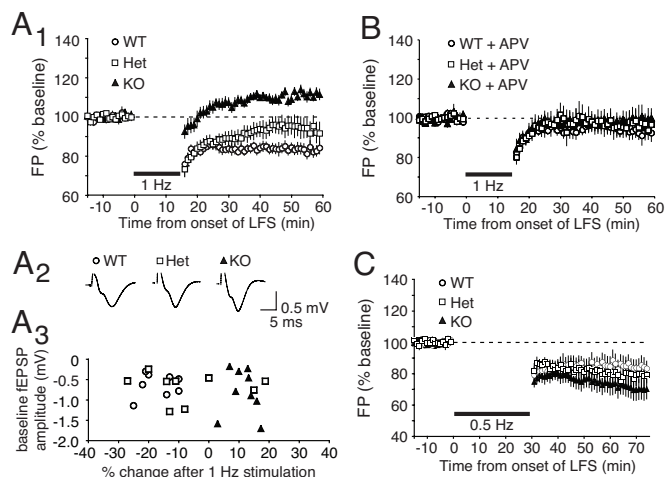 A1
140
120
100
80
60
FP (% baseline)
WT
Het
KO
1 Hz
-10 0 10 20 30 40 50 60
Time from onset of LFS (min)
B
140
120
100
80
60
FP (% baseline)
WT + APV
Het + APV
KO + APV
1 Hz
-10 0 10 20 30 40 50 60
Time from onset of LFS (min)
A2
WT
Het
KO
0.5 mV
5 ms
A3
0
-0.5
-1.0
-1.5
-2.0
baseline fEPSP
amplitude (mV)
-40 -30 -20 -10 0 10 20 30 40
% change after 1 Hz stimulation
C
140
120
100
80
60
40
FP (% baseline)
WT
Het
KO
0.5 Hz
-10 0 10 20 30 40 50 60 70
Time from onset of LFS (min)